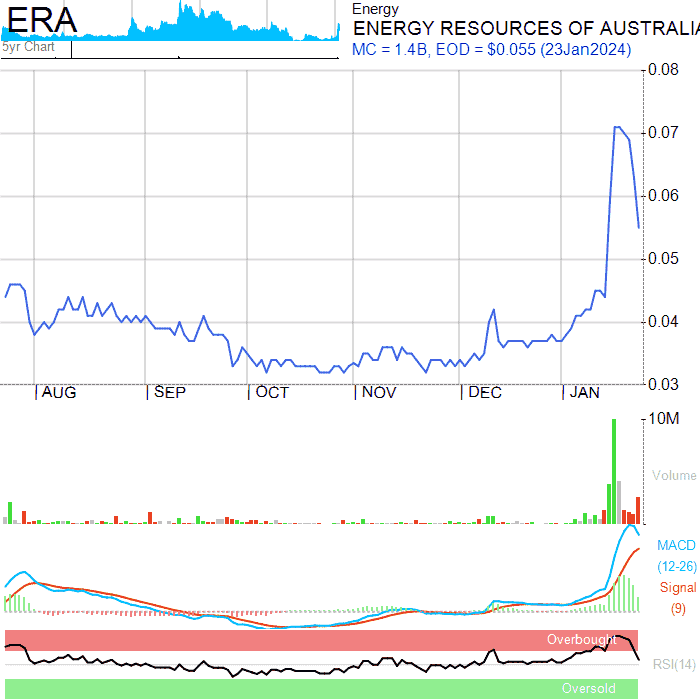 ERA
5yr Chart
Energy
ENERGY RESOURCES OF AUSTRALIA
MC = 1.4B, EOD = $0.055 (23Jan2024)
0.08
0.07
0.06
0.05
0.04
0.03
AUG SEP OCT NOV DEC JAN
10M
Volume
MACD
(12-26)
Signal
(9)
Overbought
RSI(14)
Oversold